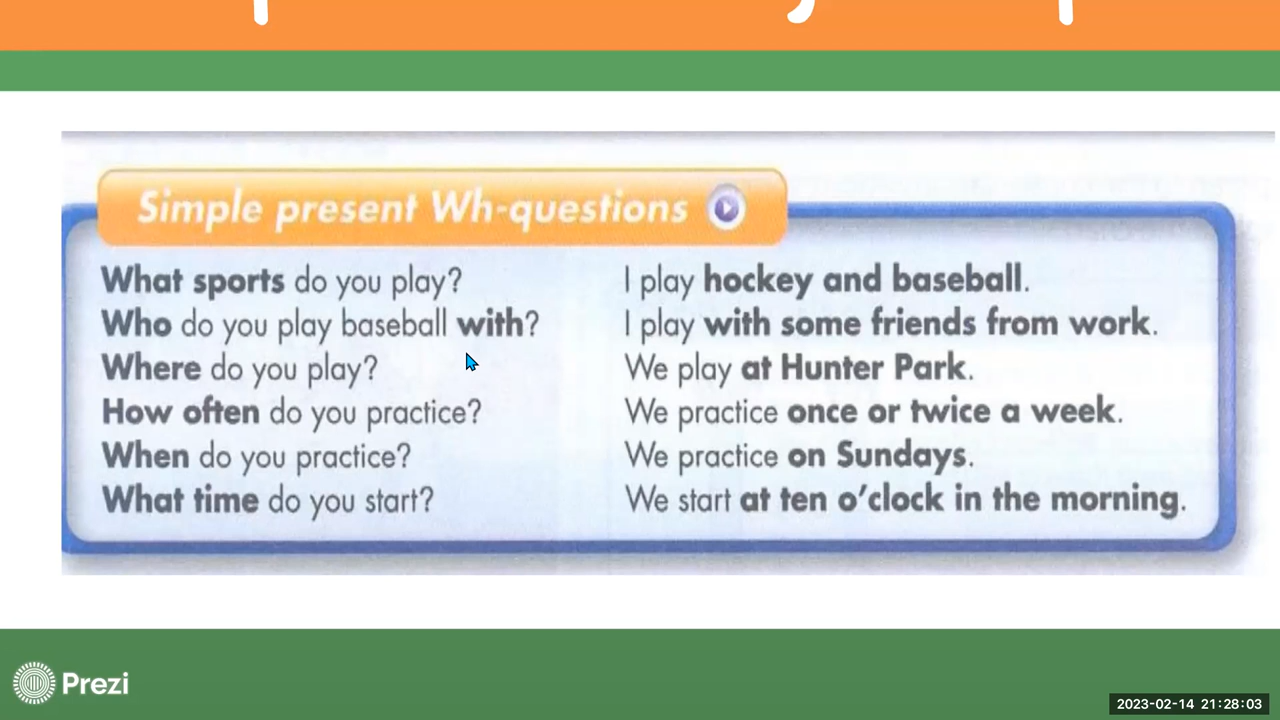 Simple present Wh-questions
What sports do you play? I play hockey and baseball.
Who do you play baseball with? I play with some friends from work.
Where do you play? We play at Hunter Park.
How often do you practice? We practice once or twice a week.
When do you practice? We practice on Sundays.
What time do you start? We start at ten o'clock in the morning.
Prezi
2023-02-14 21:28:03